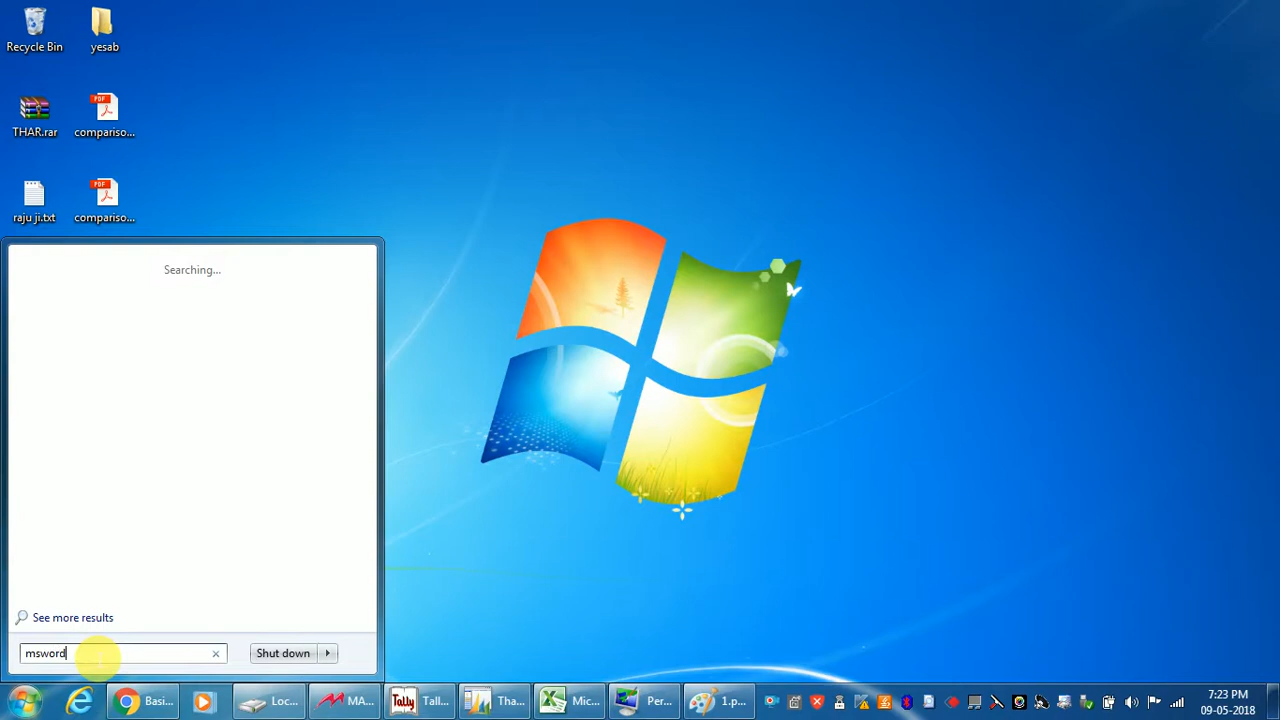 Recycle Bin
yesab
THAR.rar
compariso...
raju ji.txt
compariso...
Searching...
See more results
msword
Shut down
Basi...
Loc...
MA...
Tally
Tall...
Tha...
Mic...
Per...
1.p...
7:23 PM
09-05-2018